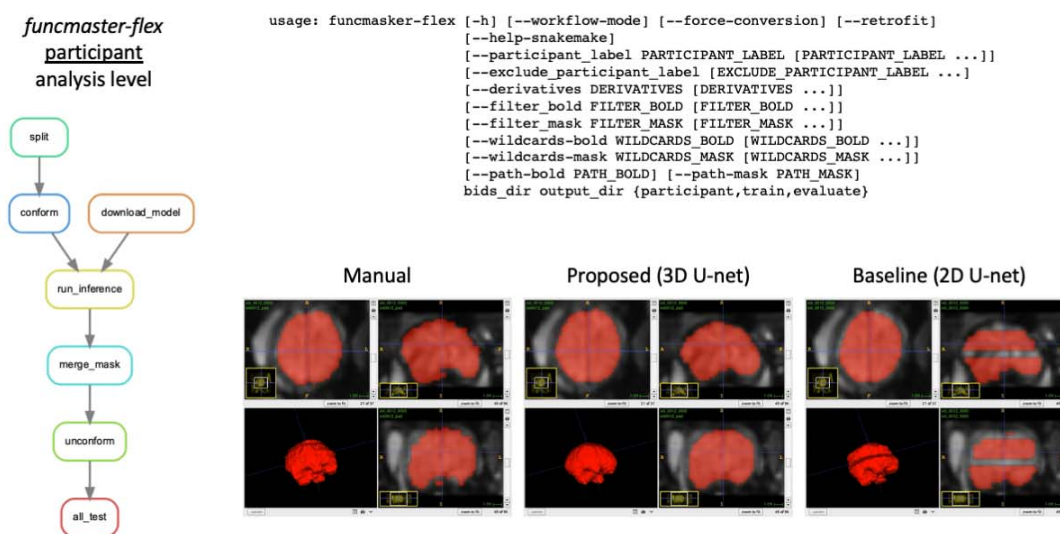 funcmaster-flex
participant
analysis level
split
conform
download_model
run_inference
merge_mask
unconform
all_test
usage: funcmasker-flex [-h] [--workflow-mode] [--force-conversion] [--retrofit]
[--help-snakemake]
[--participant_label PARTICIPANT_LABEL [PARTICIPANT_LABEL ...]]
[--exclude_participant_label [EXCLUDE_PARTICIPANT_LABEL ...]
[--derivatives DERIVATIVES [DERIVATIVES ...]]
[--filter_bold FILTER_BOLD [FILTER_BOLD ...]]
[--filter_mask FILTER_MASK [FILTER_MASK ...]]
[--wildcards-bold WILDCARDS_BOLD [WILDCARDS_BOLD ...]]
[--wildcards-mask WILDCARDS_MASK [WILDCARDS_MASK ...]]
[--path-bold PATH_BOLD] [--path-mask PATH_MASK]
bids_dir output_dir {participant,train,evaluate}
Manual
Proposed (3D U-net)
Baseline (2D U-net)